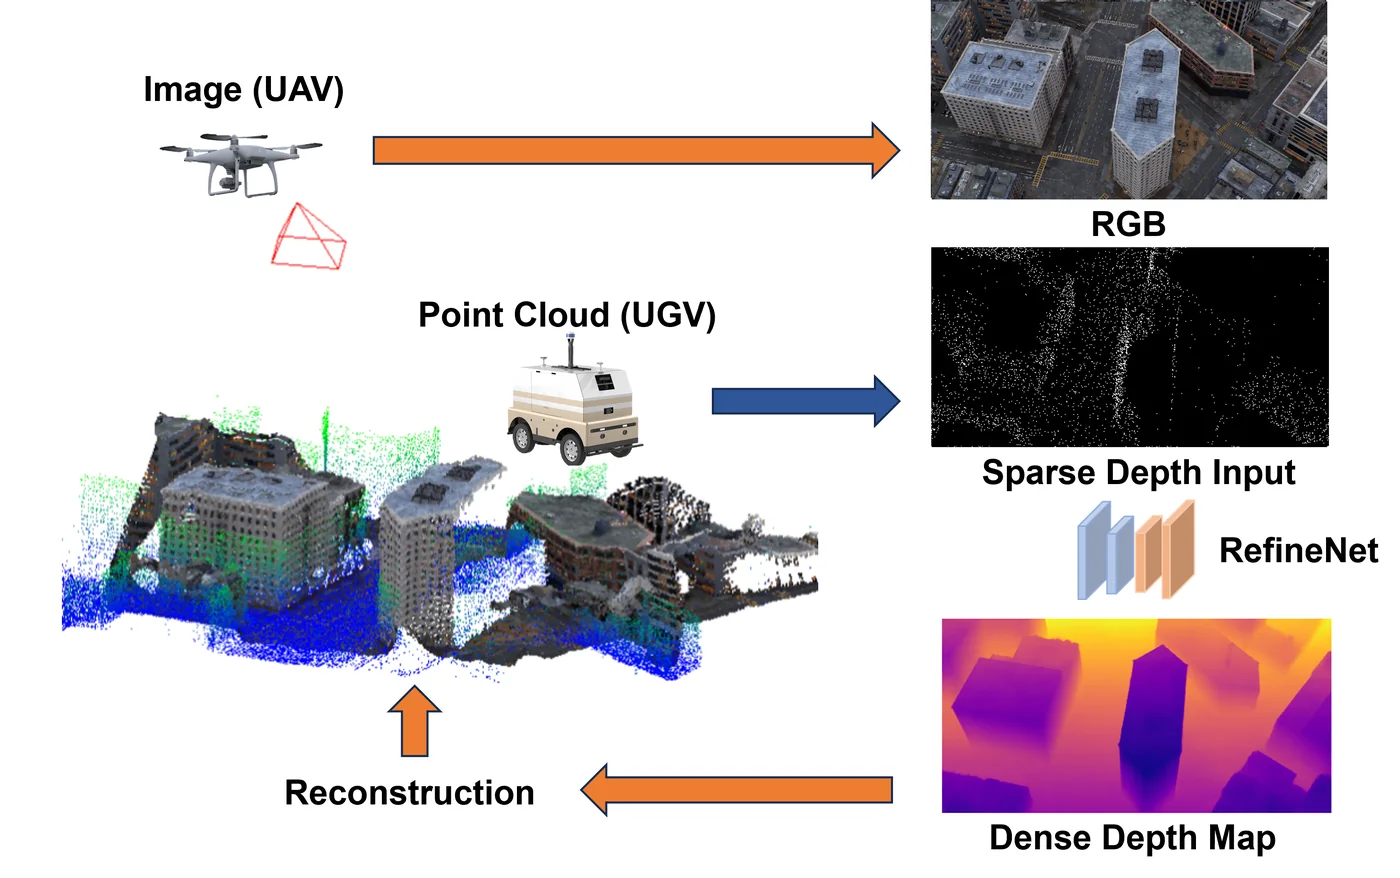 Image (UAV)
RGB
Point Cloud (UGV)
Sparse Depth Input
RefineNet
Reconstruction
Dense Depth Map